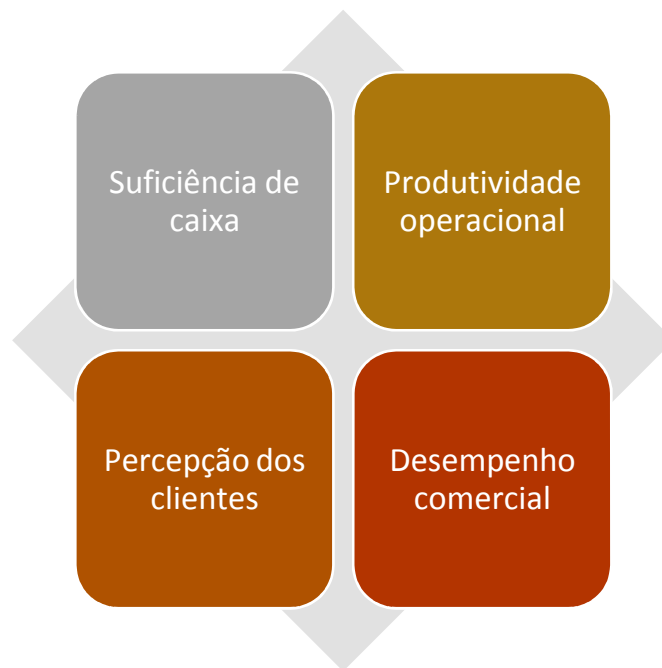 Suficiência de
caixa
Produtividade
operacional
Percepção dos
clientes
Desempenho
comercial